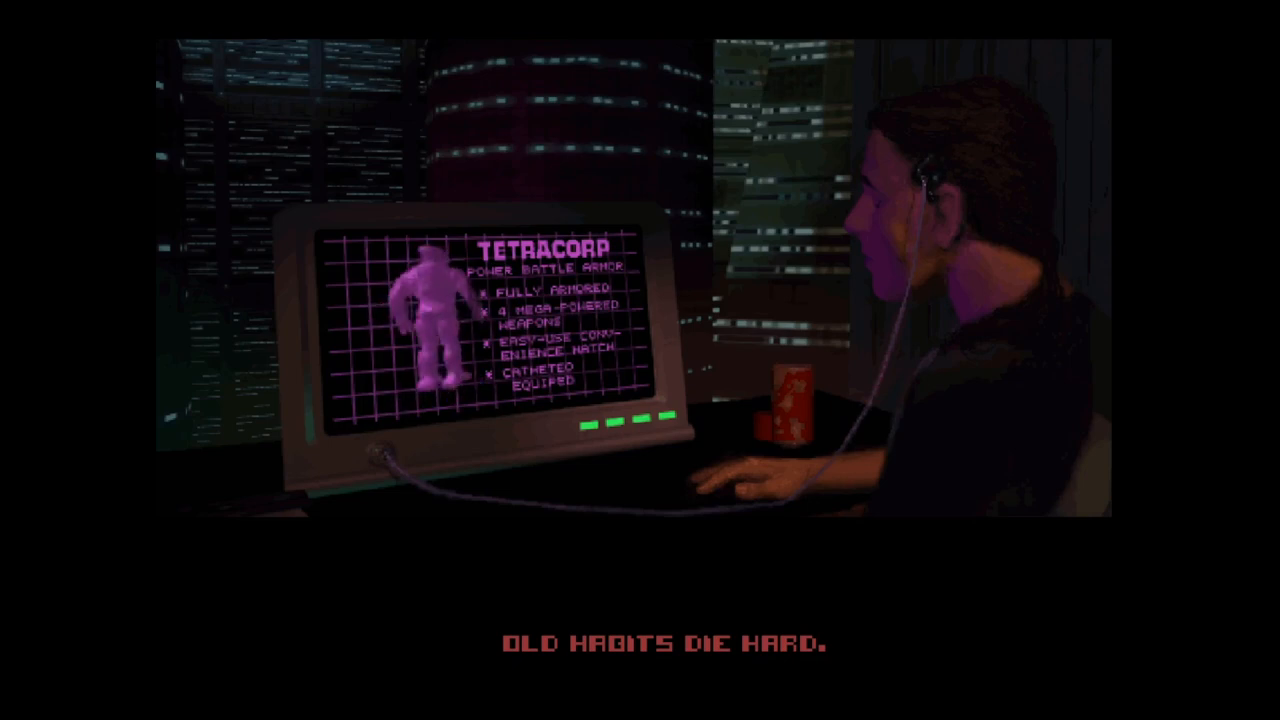 TETRACORP
POWER BATTLE ARMOR
* FULLY ARMORED
* 4 MEGA-POWERED
WEAPONS
* EASY-USE CONV-
ENIENCE HATCH
* CATHETED
EQUIPED
OLD HABITS DIE HARD.